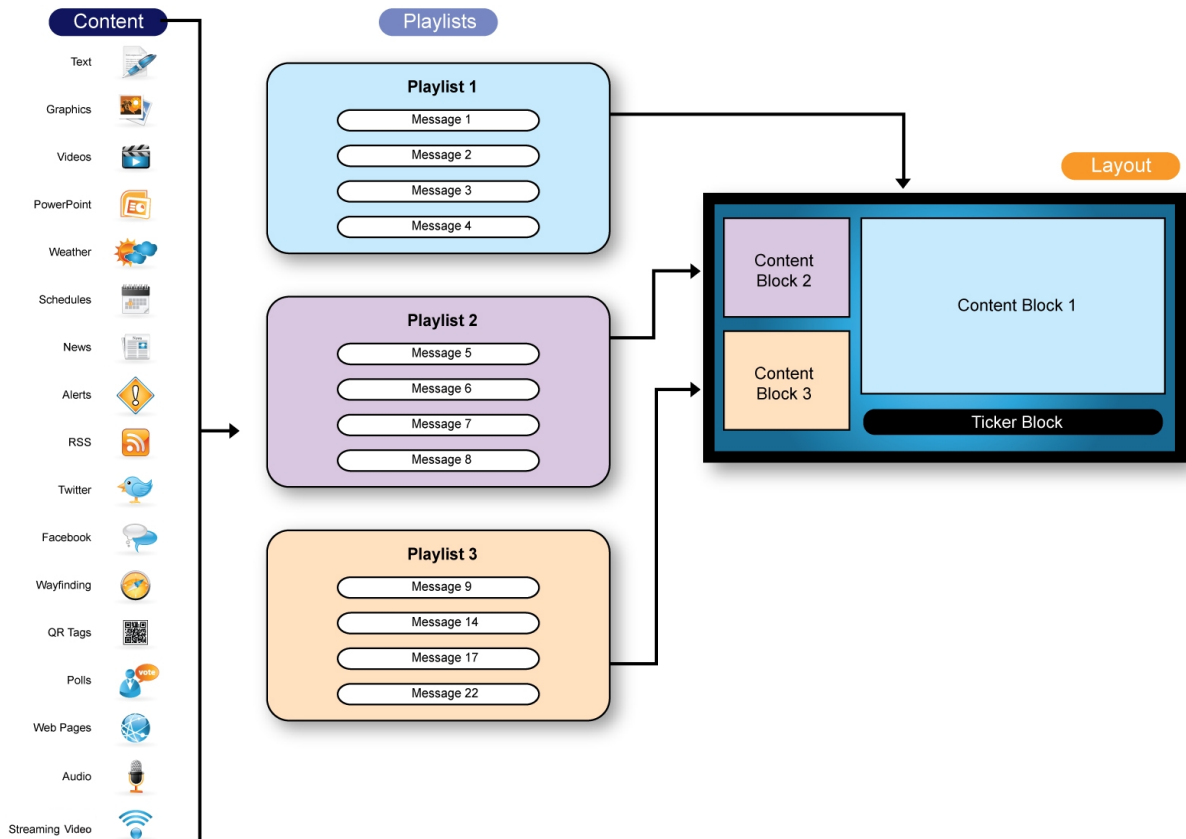 Content
Text
Graphics
Videos
PowerPoint
Weather
Schedules
News
Alerts
RSS
Twitter
Facebook
Wayfinding
QR Tags
Polls
vote
Web Pages
Audio
Streaming Video
Playlists
Playlist 1
Message 1
Message 2
Message 3
Message 4
Playlist 2
Message 5
Message 6
Message 7
Message 8
Playlist 3
Message 9
Message 14
Message 17
Message 22
Layout
Content
Block 2
Content Block 1
Content
Block 3
Ticker Block